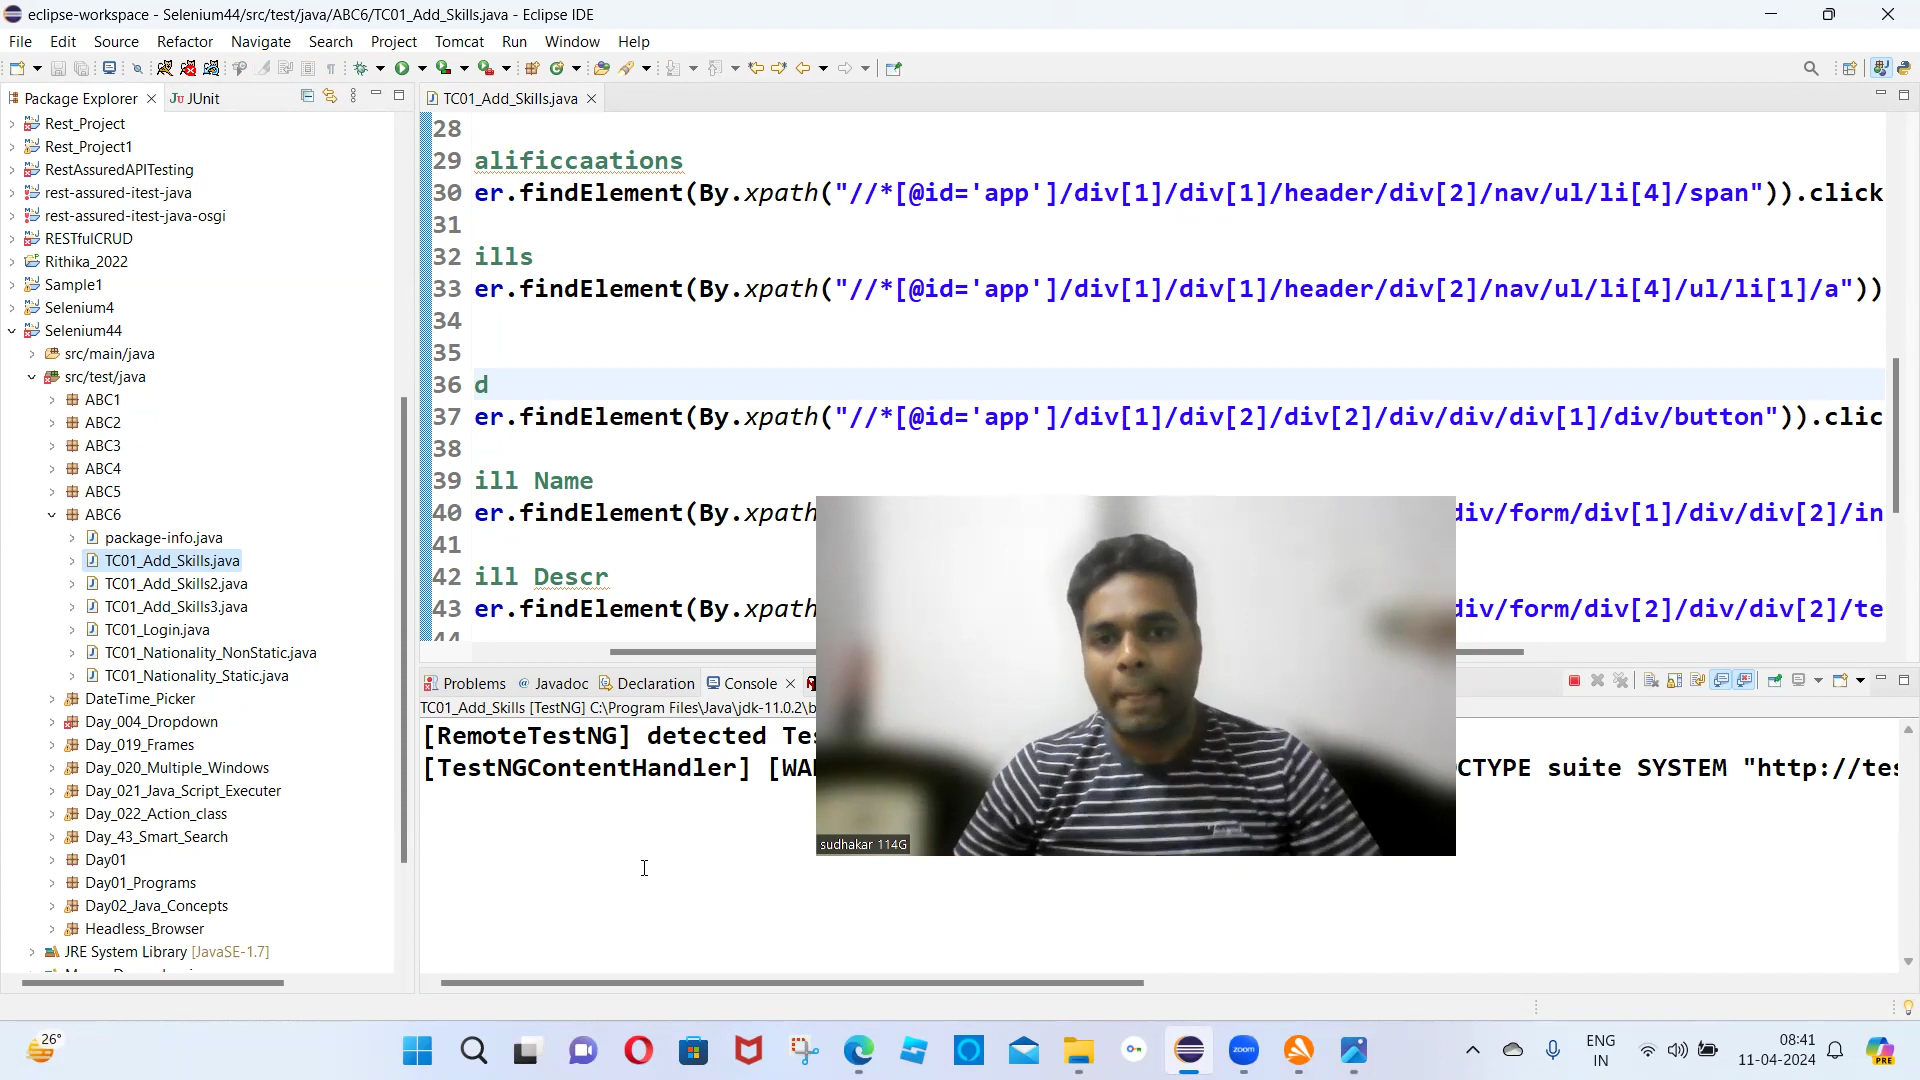 eclipse-workspace - Selenium44/src/test/java/ABC6/TC01_Add_Skills.java - Eclipse IDE
File Edit Source Refactor Navigate Search Project Tomcat Run Window Help
Package Explorer
JUnit
TC01_Add_Skills.java
Rest_Project
Rest_Project1
RestAssuredAPITesting
rest-assured-itest-java
rest-assured-itest-java-osgi
RESTfulCRUD
Rithika_2022
Sample1
Selenium4
Selenium44
src/main/java
src/test/java
ABC1
ABC2
ABC3
ABC4
ABC5
ABC6
package-info.java
TC01_Add_Skills.java
TC01_Add_Skills2.java
TC01_Add_Skills3.java
TC01_Login.java
TC01_Nationality_NonStatic.java
TC01_Nationality_Static.java
DateTime_Picker
Day_004_Dropdown
Day_019_Frames
Day_020_Multiple_Windows
Day_021_Java_Script_Executer
Day_022_Action_class
Day_43_Smart_Search
Day01
Day01_Programs
Day02_Java_Concepts
Headless_Browser
JRE System Library [JavaSE-1.7]
28
29 alificcaations
30 er.findElement(By.xpath("//*[@id='app']/div[1]/div[1]/header/div[2]/nav/ul/li[4]/span")).click
31
32 ills
33 er.findElement(By.xpath("//*[@id='app']/div[1]/div[1]/header/div[2]/nav/ul/li[4]/ul/li[1]/a"))
34
35
36 d
37 er.findElement(By.xpath("//*[@id='app']/div[1]/div[2]/div[2]/div/div/div[1]/div/button")).clic
38
39 ill Name
40 er.findElement(By.xpath div/form/div[1]/div/div[2]/in
41
42 ill Descr
43 er.findElement(By.xpath div/form/div[2]/div/div[2]/te
44
Problems Javadoc Declaration Console
TC01_Add_Skills [TestNG] C:\Program Files\Java\jdk-11.0.2\b
[RemoteTestNG] detected Tes
[TestNGContentHandler] [WA CTYPE suite SYSTEM "http://tes
sudhakar 114G
26°
zoom
ENG
IN
08:41
11-04-2024
PRE